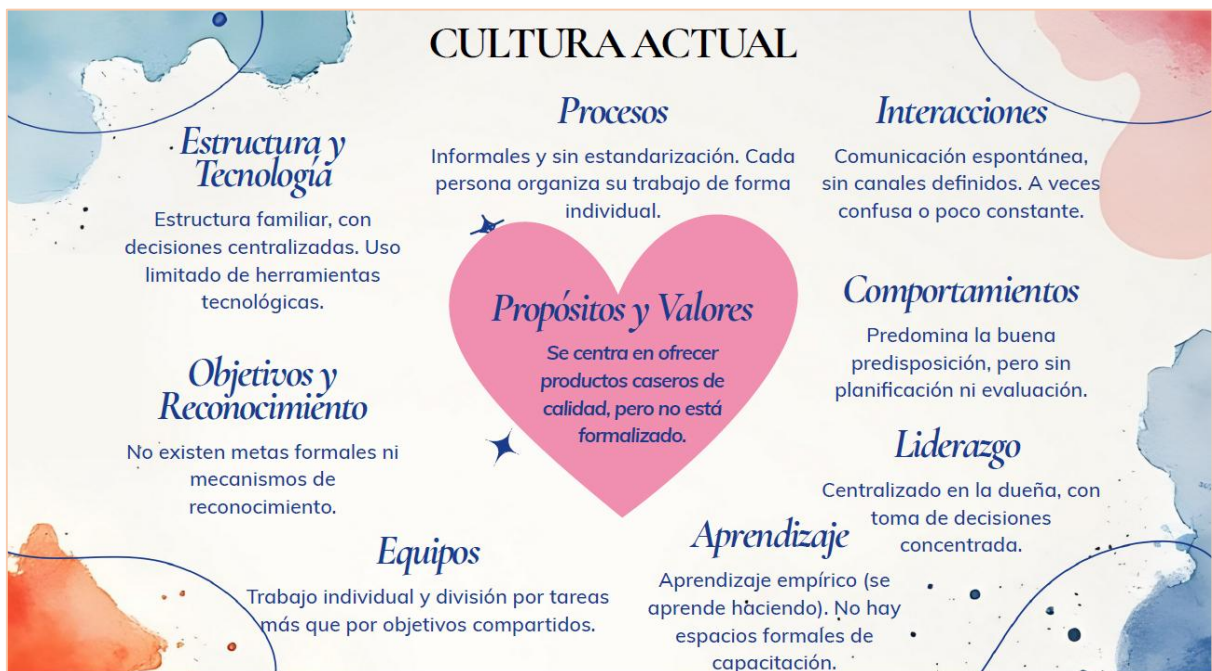 CULTURA ACTUAL
Estructura y
Tecnología
Estructura familiar, con
decisiones centralizadas. Uso
limitado de herramientas
tecnológicas.
Procesos
Informales y sin estandarización. Cada
persona organiza su trabajo de forma
individual.
Interacciones
Comunicación espontánea,
sin canales definidos. A veces
confusa o poco constante.
Propósitos y Valores
Se centra en ofrecer
productos caseros de
calidad, pero no está
formalizado.
Comportamientos
Predomina la buena
predisposición, pero sin
planificación ni evaluación.
Objetivos y
Reconocimiento
No existen metas formales ni
mecanismos de
reconocimiento.
Liderazgo
Centralizado en la dueña, con
toma de decisiones
concentrada.
Equipos
Trabajo individual y división por tareas
más que por objetivos compartidos.
Aprendizaje
Aprendizaje empírico (se
aprende haciendo). No hay
espacios formales de
capacitación.